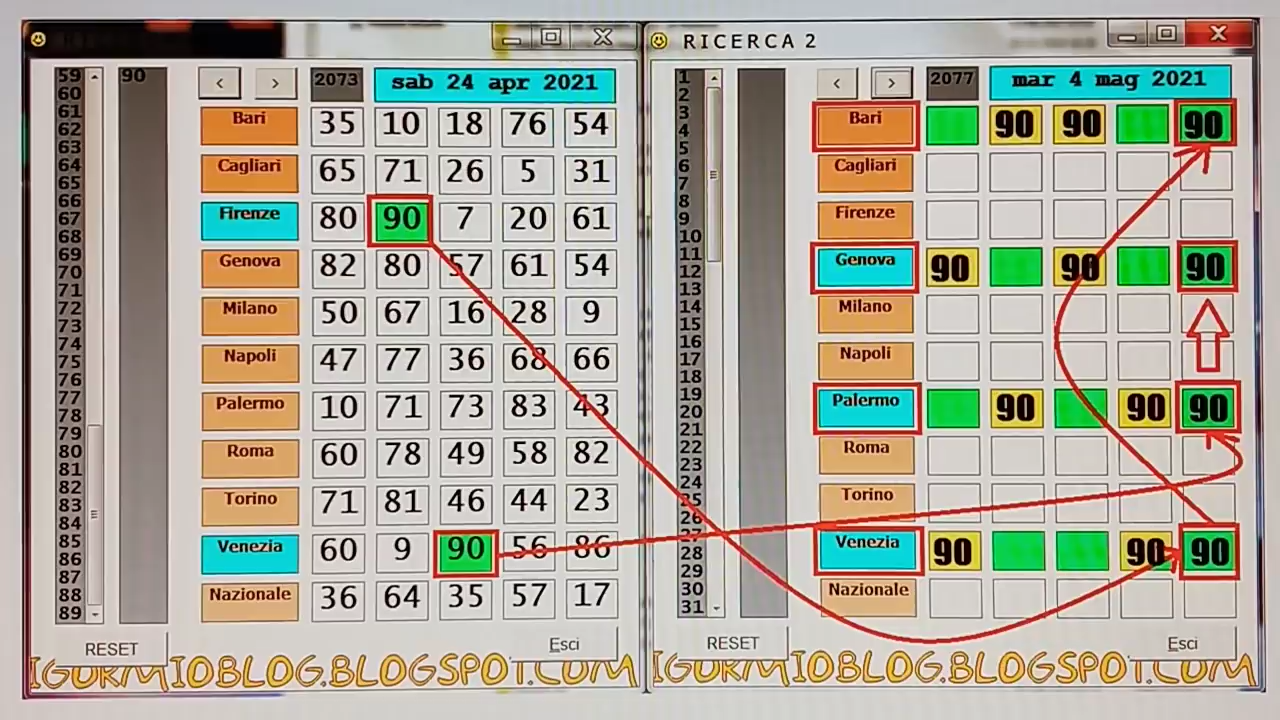 RICERCA 2
59 90 < > 2073 sab 24 apr 2021
60
61 Bari 35 10 18 76 54
62
63
64 Cagliari 65 71 26 5 31
65
66
67 Firenze 80 90 7 20 61
68
69 Genova 82 80 57 61 54
70
71
72 Milano 50 67 16 28 9
73
74
75 Napoli 47 77 36 68 66
76
77
78 Palermo 10 71 73 83 43
79
80 Roma 60 78 49 58 82
81
82
83 Torino 71 81 46 44 23
84
85 Venezia 60 9 90 56 86
86
87
88 Nazionale 36 64 35 57 17
89
RESET Esci
IGORMIOBLOG.BLOGSPOT.COM
1 < > 2077 mar 4 mag 2021
2
3 Bari 90 90 90
4
5
6 Cagliari
7
8
9 Firenze
10
11 Genova 90 90 90
12
13
14 Milano
15
16
17 Napoli
18
19 Palermo 90 90 90
20
21
22 Roma
23
24
25 Torino
26
27 Venezia 90 90 90
28
29
30 Nazionale
31
RESET Esci
IGORMIOBLOG.BLOGSPOT.COM